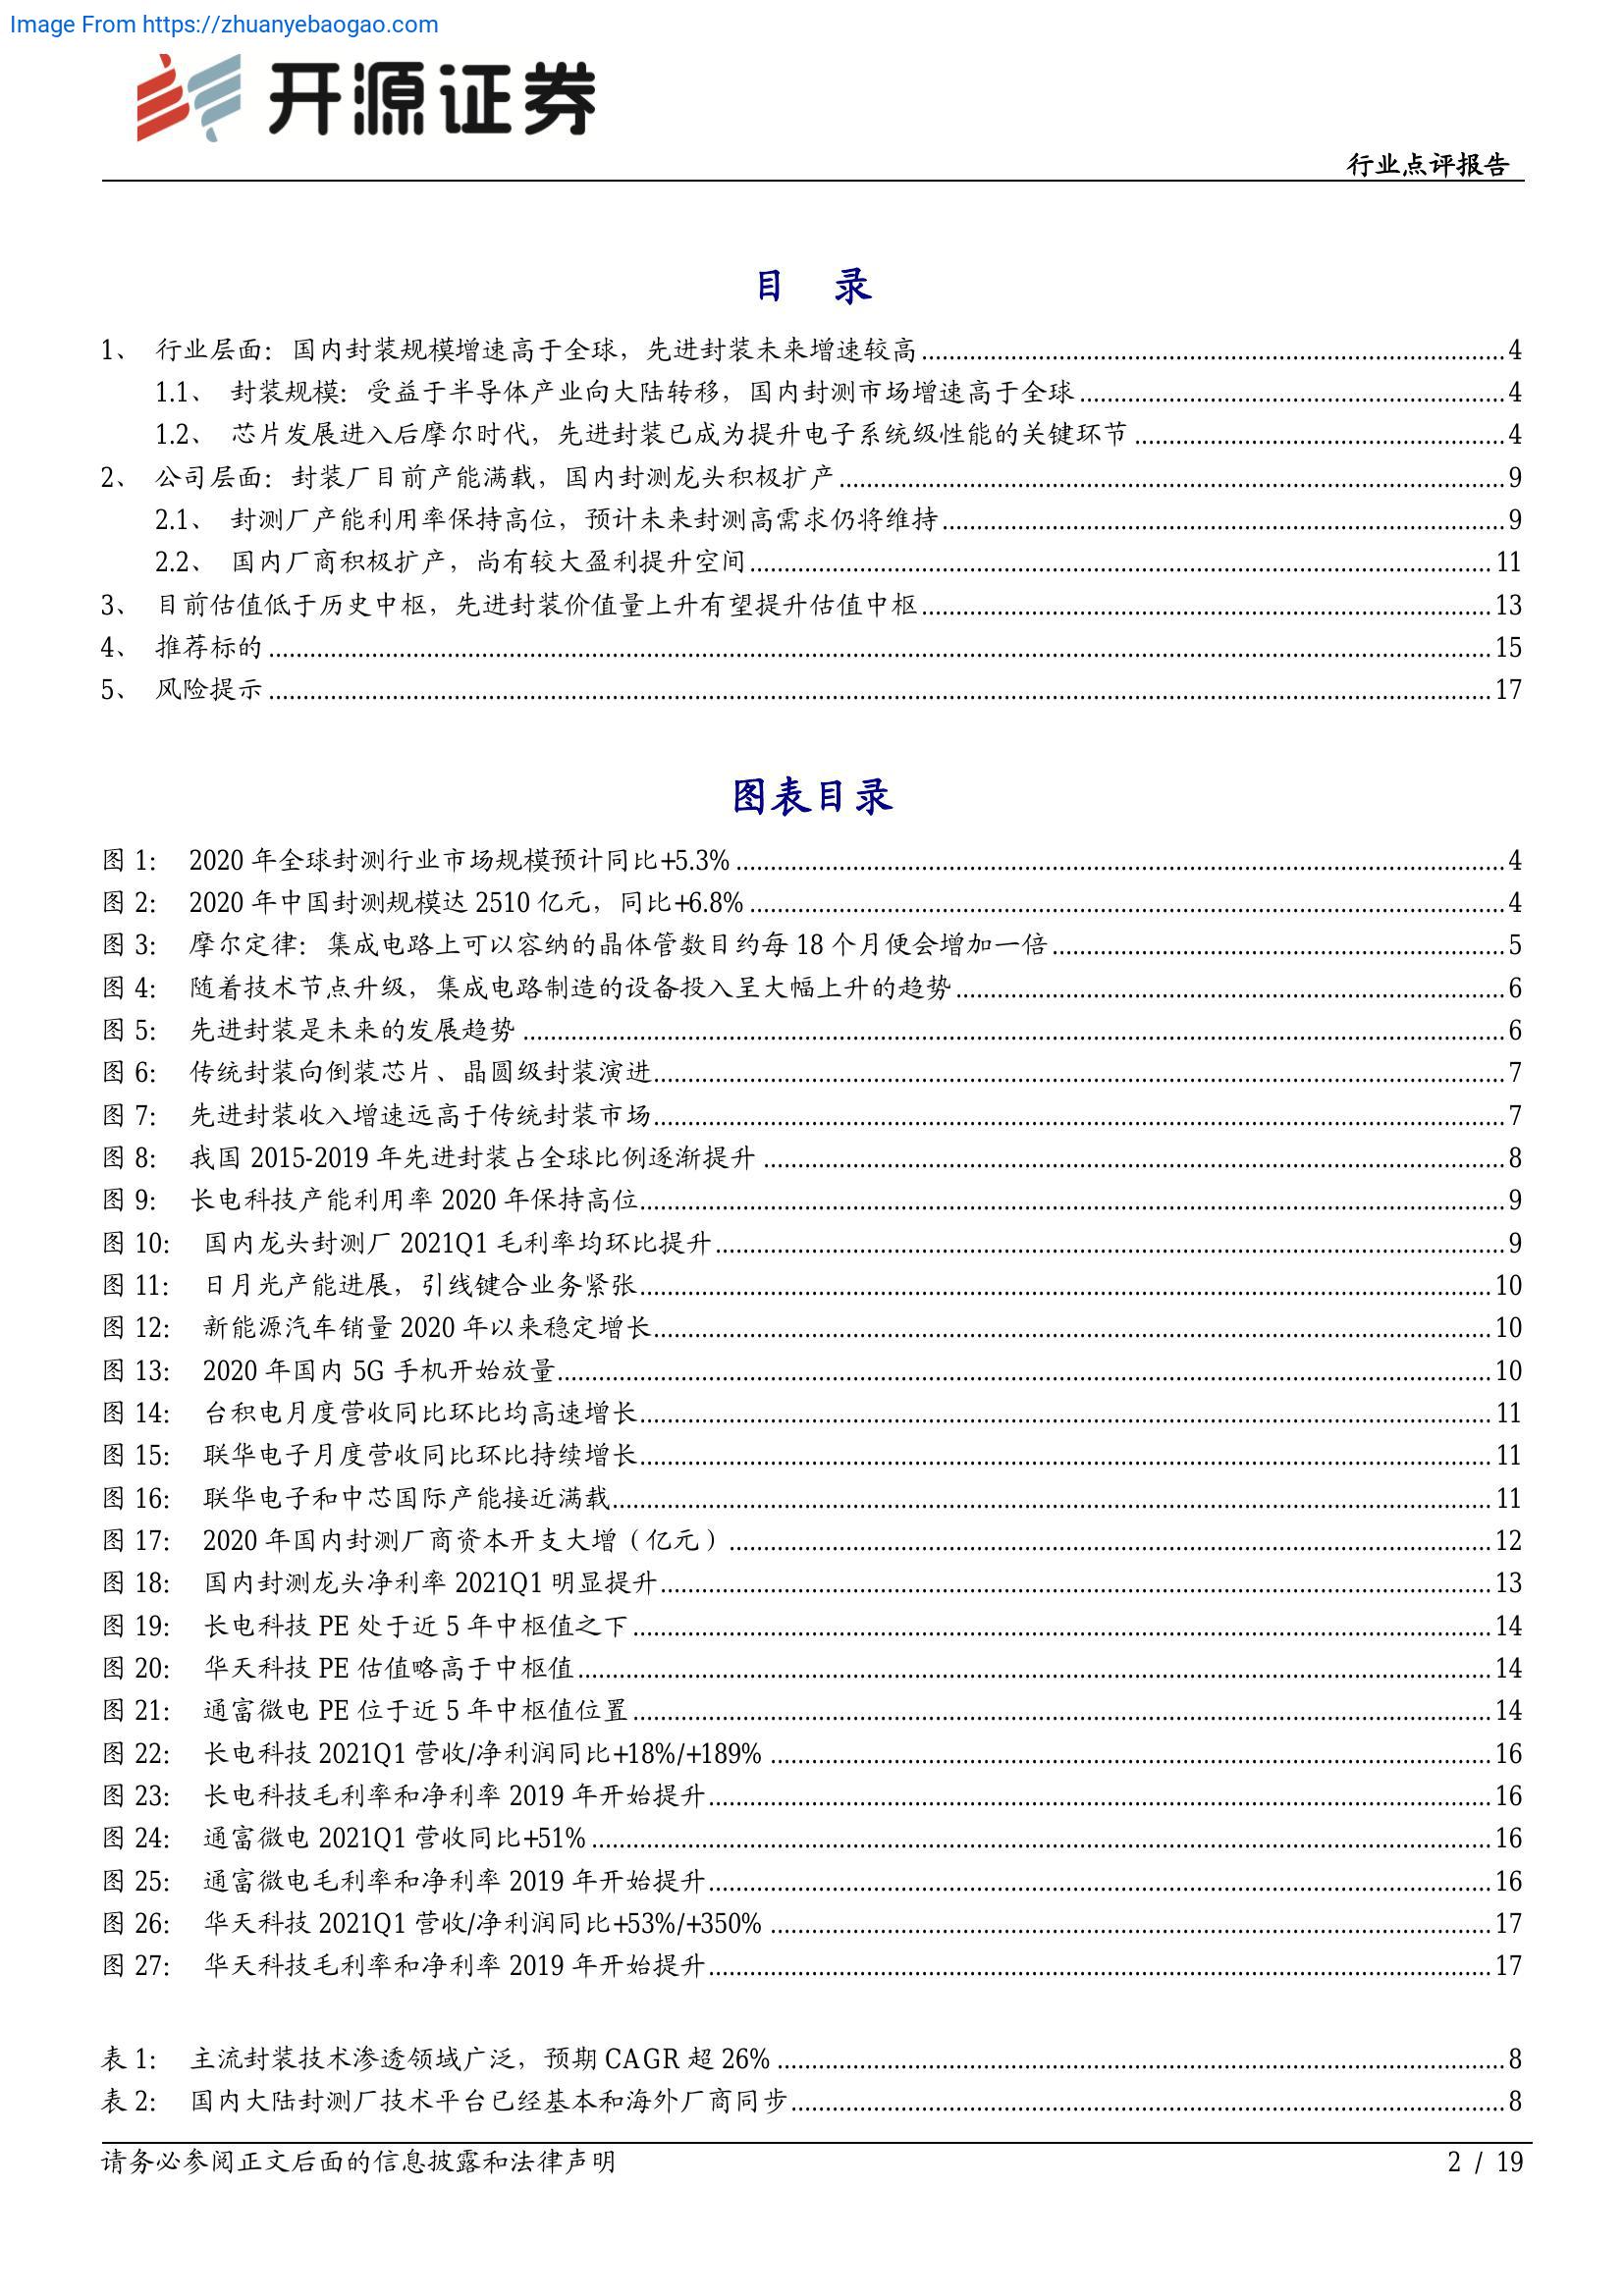 Image From https://zhuanyebaogao.com
开源证券
行业点评报告
目 录
1、 行业层面：国内封装规模增速高于全球，先进封装未来增速较高 4
1.1、 封装规模：受益于半导体产业向大陆转移，国内封测市场增速高于全球 4
1.2、 芯片发展进入后摩尔时代，先进封装已成为提升电子系统级性能的关键环节 4
2、 公司层面：封装厂目前产能满载，国内封测龙头积极扩产 9
2.1、 封测厂产能利用率保持高位，预计未来封测高需求仍将维持 9
2.2、 国内厂商积极扩产，尚有较大盈利提升空间 11
3、 目前估值低于历史中枢，先进封装价值量上升有望提升估值中枢 13
4、 推荐标的 15
5、 风险提示 17
图表目录
图 1: 2020 年全球封测行业市场规模预计同比+5.3% 4
图 2: 2020 年中国封测规模达 2510 亿元，同比+6.8% 4
图 3: 摩尔定律：集成电路上可以容纳的晶体管数目约每 18 个月便会增加一倍 5
图 4: 随着技术节点升级，集成电路制造的设备投入呈大幅上升的趋势 6
图 5: 先进封装是未来的发展趋势 6
图 6: 传统封装向倒装芯片、晶圆级封装演进 7
图 7: 先进封装收入增速远高于传统封装市场 7
图 8: 我国 2015-2019 年先进封装占全球比例逐渐提升 8
图 9: 长电科技产能利用率 2020 年保持高位 9
图 10: 国内龙头封测厂 2021Q1 毛利率均环比提升 9
图 11: 日月光产能进展，引线键合业务紧张 10
图 12: 新能源汽车销量 2020 年以来稳定增长 10
图 13: 2020 年国内 5G 手机开始放量 10
图 14: 台积电月度营收同比环比均高速增长 11
图 15: 联华电子月度营收同比环比持续增长 11
图 16: 联华电子和中芯国际产能接近满载 11
图 17: 2020 年国内封测厂商资本开支大增（亿元） 12
图 18: 国内封测龙头净利率 2021Q1 明显提升 13
图 19: 长电科技 PE 处于近 5 年中枢值之下 14
图 20: 华天科技 PE 估值略高于中枢值 14
图 21: 通富微电 PE 位于近 5 年中枢值位置 14
图 22: 长电科技 2021Q1 营收/净利润同比+18%/+189% 16
图 23: 长电科技毛利率和净利率 2019 年开始提升 16
图 24: 通富微电 2021Q1 营收同比+51% 16
图 25: 通富微电毛利率和净利率 2019 年开始提升 16
图 26: 华天科技 2021Q1 营收/净利润同比+53%/+350% 17
图 27: 华天科技毛利率和净利率 2019 年开始提升 17
表 1: 主流封装技术渗透领域广泛，预期 CAGR 超 26% 8
表 2: 国内大陆封测厂技术平台已经基本和海外厂商同步 8
请务必参阅正文后面的信息披露和法律声明
2 / 19